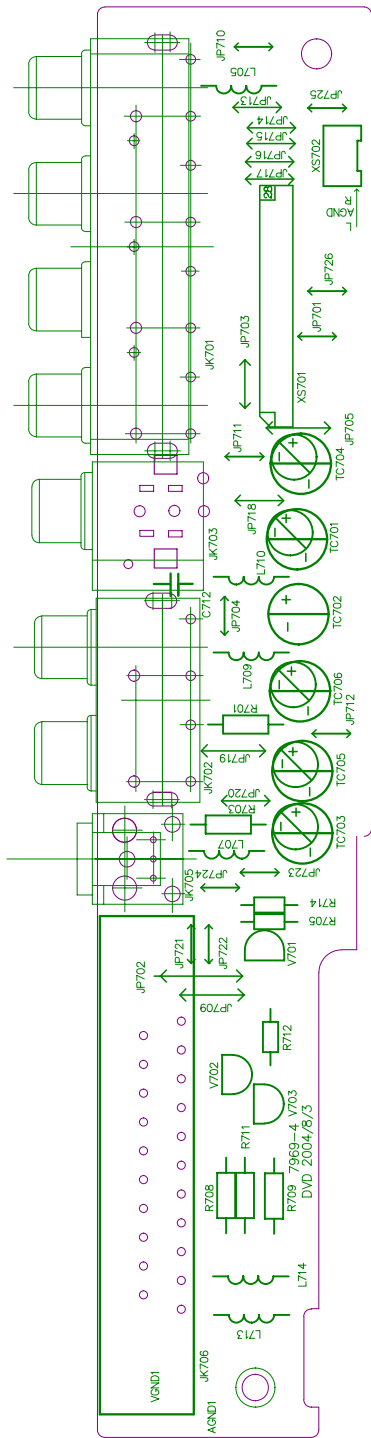 JP710
L705
JP713
JP725
JP714
JP715
JP716
JP717
XS702
28
R
AGND
L
JP726
JP701
JP703
JK701
XS701
JP711
JP705
TC704
JP718
JK703
TC701
L710
C712
JP704
TC702
L709
TC706
R701
JP712
JP719
JK702
TC705
JP720
R703
TC703
L707
JP724
JK705
JP723
R714
R705
JP702
JP721
JP722
V701
JP709
R712
V702
V703
R711
7969-4
DVD 2004/8/3
R708
R709
L714
L713
JK706
VGND1
AGND1